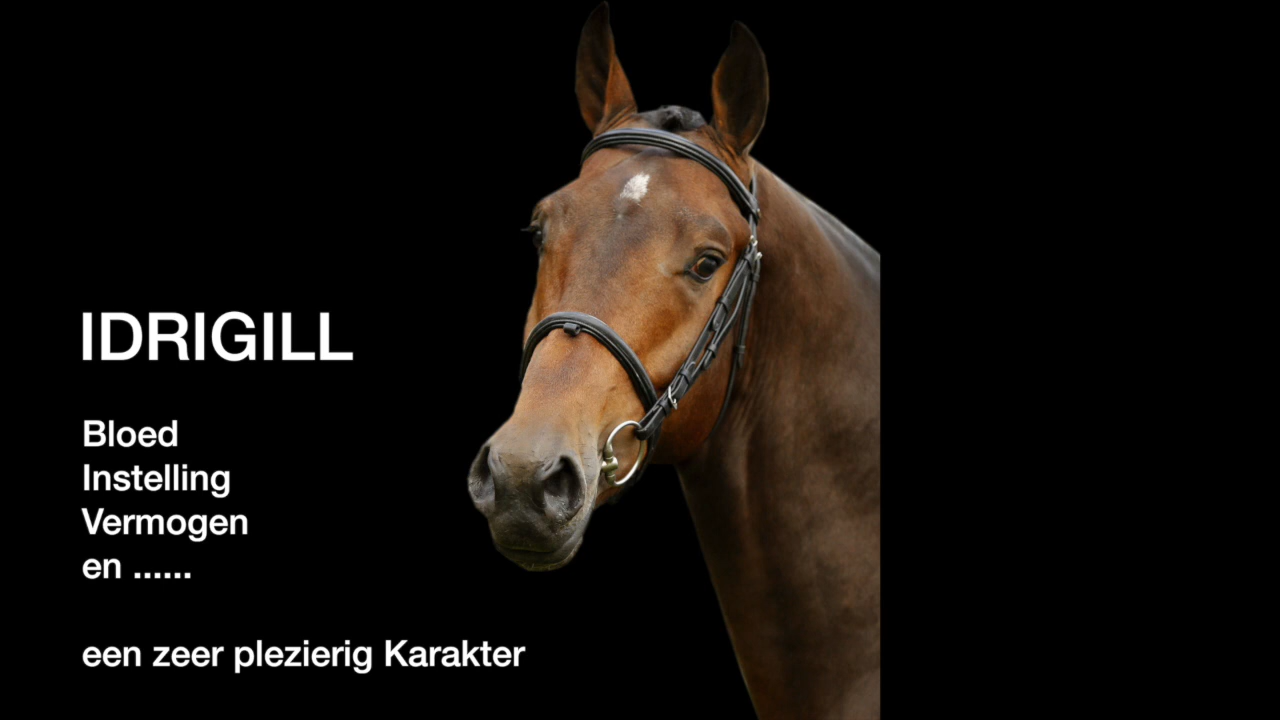 IDRIGILL
Bloed
Instelling
Vermogen
en ......
een zeer plezierig Karakter